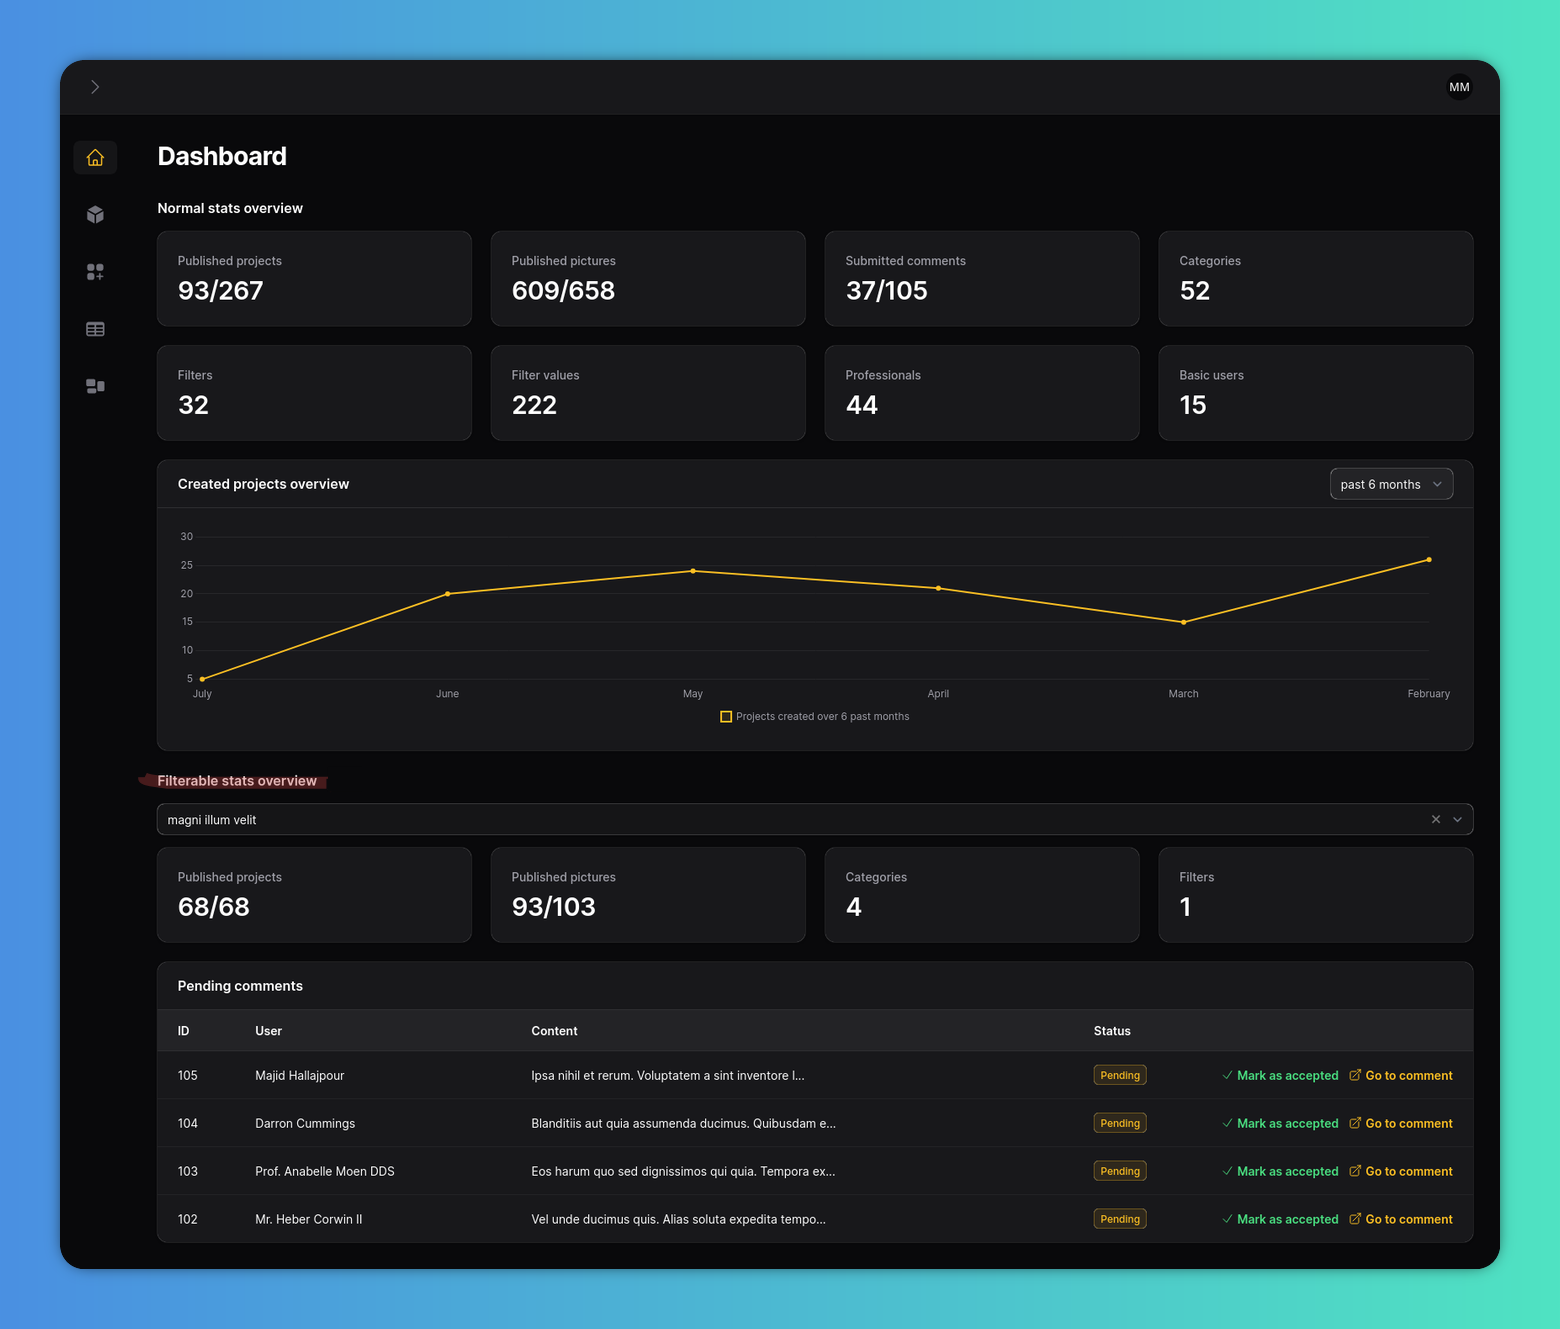 MM
Dashboard
Normal stats overview
Published projects
93/267
Published pictures
609/658
Submitted comments
37/105
Categories
52
Filters
32
Filter values
222
Professionals
44
Basic users
15
Created projects overview
past 6 months
30
25
20
15
10
5
July June May April March February
Projects created over 6 past months
Filterable stats overview
magni illum velit
Published projects
68/68
Published pictures
93/103
Categories
4
Filters
1
Pending comments
ID User Content Status
105 Majid Hallajpour Ipsa nihil et rerum. Voluptatem a sint inventore l... Pending Mark as accepted Go to comment
104 Darron Cummings Blanditiis aut quia assumenda ducimus. Quibusdam e... Pending Mark as accepted Go to comment
103 Prof. Anabelle Moen DDS Eos harum quo sed dignissimos qui quia. Tempora ex... Pending Mark as accepted Go to comment
102 Mr. Heber Corwin II Vel unde ducimus quis. Alias soluta expedita tempo... Pending Mark as accepted Go to comment